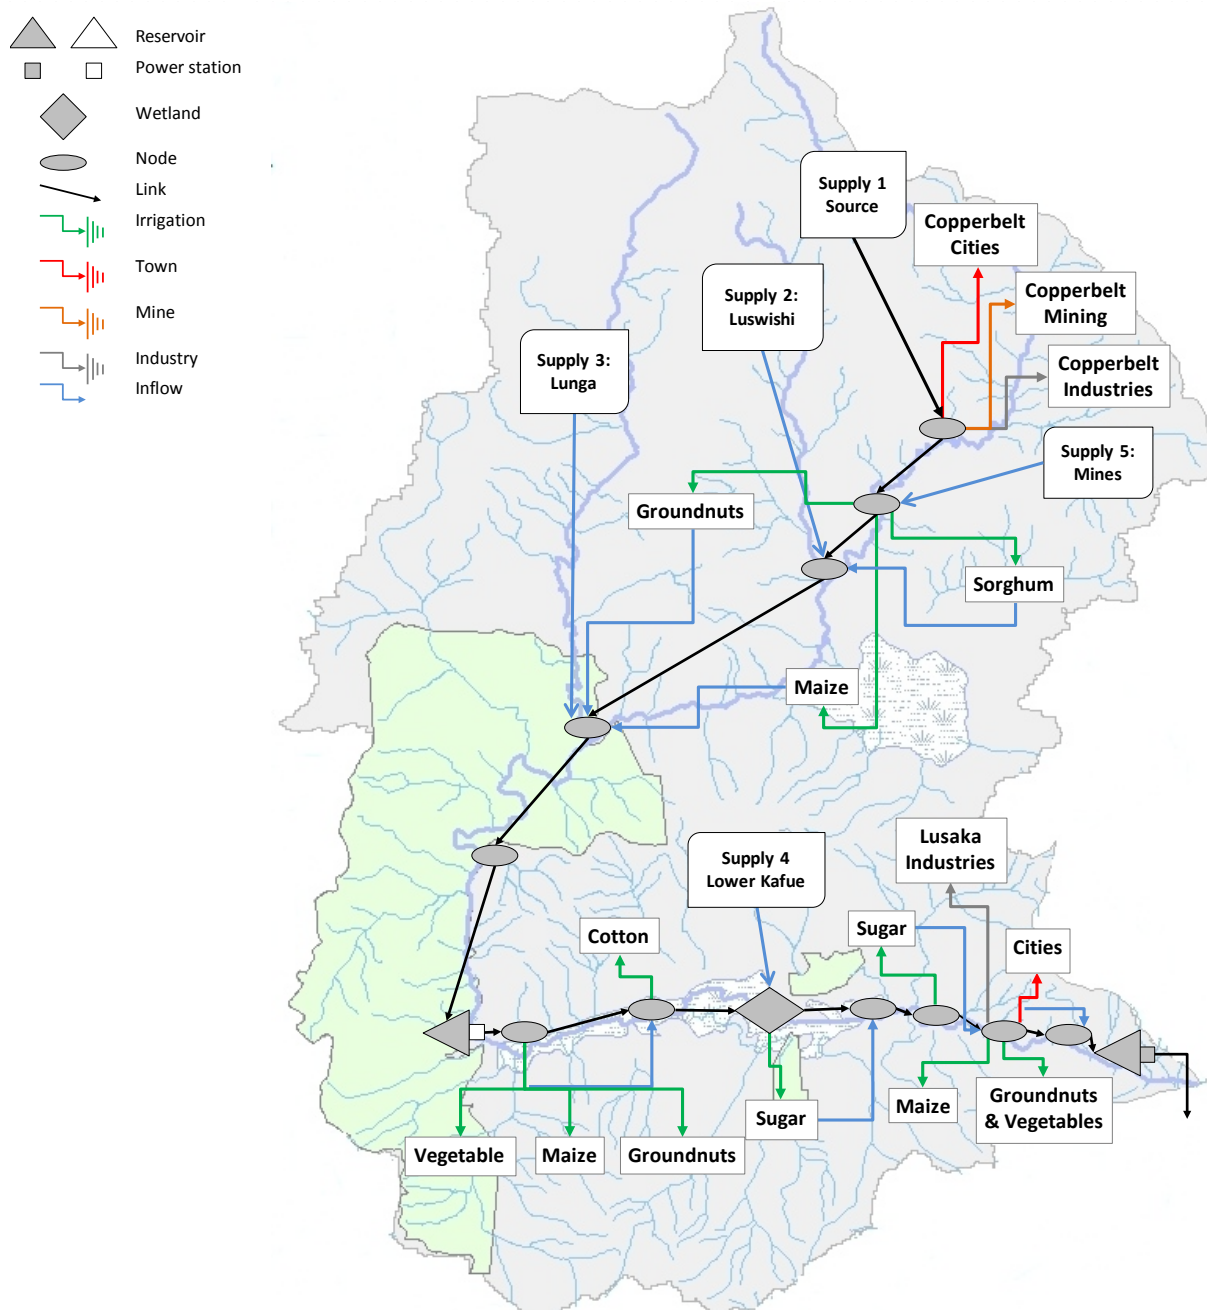 Reservoir
Power station
Wetland
Node
Link
Irrigation
Town
Mine
Industry
Inflow
Supply 1
Source
Copperbelt
Cities
Supply 2:
Luswishi
Copperbelt
Mining
Supply 3:
Lunga
Copperbelt
Industries
Supply 5:
Mines
Groundnuts
Sorghum
Maize
Lusaka
Industries
Supply 4
Lower Kafue
Cotton
Sugar
Cities
Vegetable
Maize
Groundnuts
Sugar
Maize
Groundnuts
& Vegetables